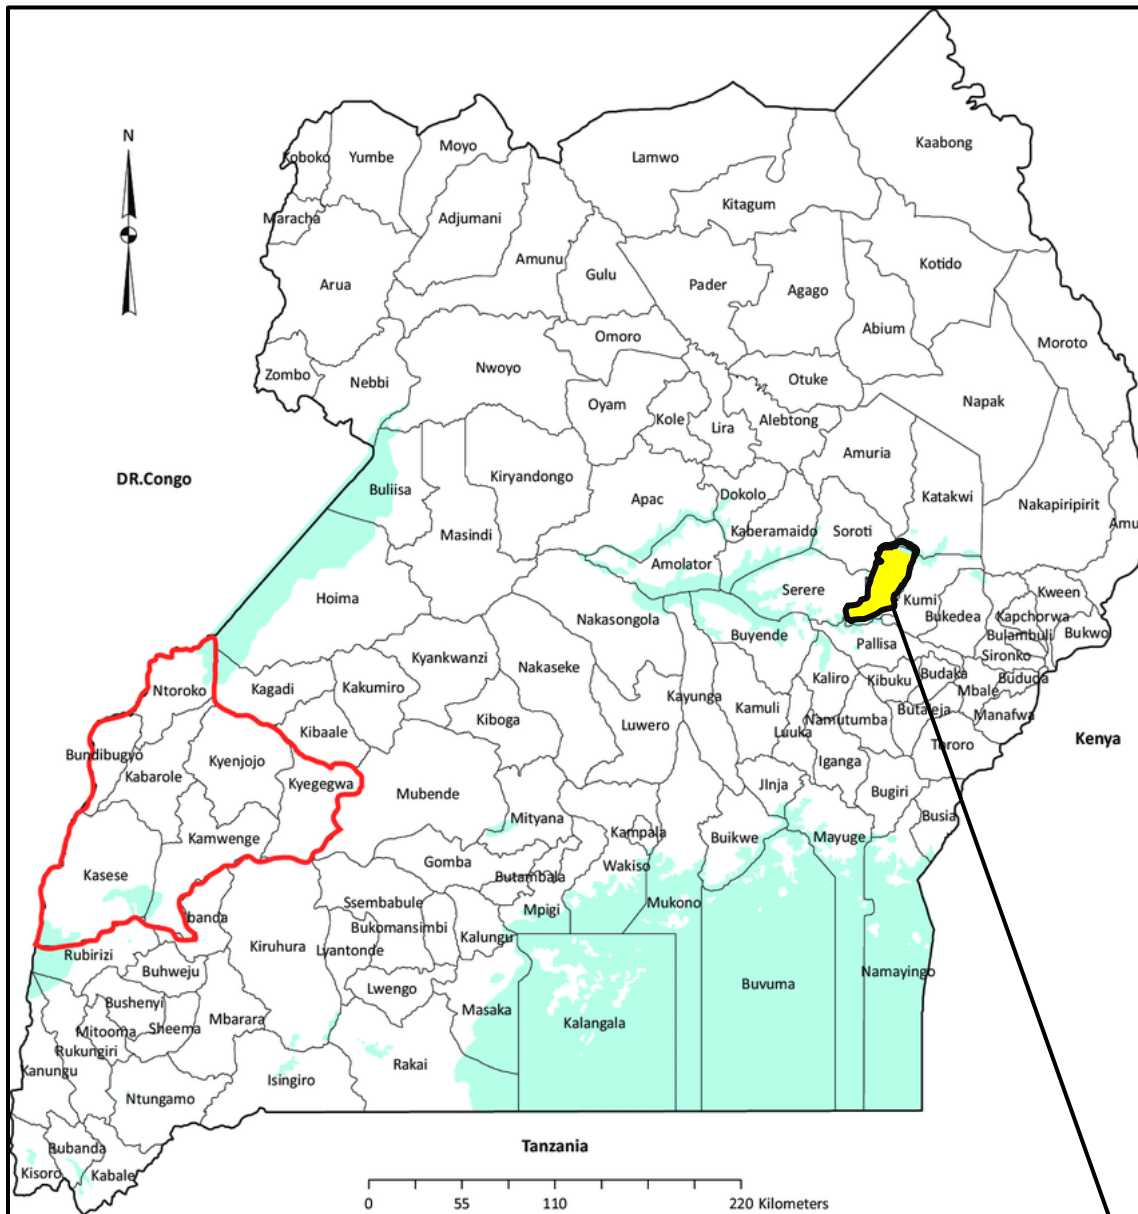 N
Koboko
Yumbe
Moyo
Lamwo
Kaabong
Maracha
Adjumani
Kitagum
Amunu
Gulu
Arua
Pader
Agago
Kotido
Abium
Omoro
Moroto
Zombo
Nebbi
Nwoyo
Otuke
Napak
Oyam
Kole
Lira
Alebtong
Amuria
DR.Congo
Buliisa
Kiryandongo
Apac
Dokolo
Katakwi
Nakapiripirit
Masindi
Kaberamaido
Soroti
Amu
Amolator
Hoima
Serere
Kumi
Bukedea
Kween
Kapchorwa
Nakasongola
Buyende
Pallisa
Bulambuli
Bukwo
Sironko
Kyankwanzi
Nakaseke
Ntoroko
Kagadi
Kakumiro
Kayunga
Kaliro
Kibuku
Budaka
Bududa
Mbale
Kamuli
Butaleja
Manafwa
Kiboga
Luwero
Luuka
Namutumba
Kibaale
Bundibugyo
Kabarole
Kyenjojo
Tororo
Kenya
Kyegegwa
Iganga
Mubende
JInja
Bugiri
Mityana
Busia
Kamwenge
Kampala
Buikwe
Mayuge
Gomba
Wakiso
Kasese
Butambala
Ssembabule
Mpigi
Mukono
Ibanda
Bukomansimbi
Kiruhura
Lyantonde
Kalungu
Rubirizi
Buhweju
Namayingo
Lwengo
Buvuma
Bushenyi
Masaka
Mitooma
Sheema
Mbarara
Kalangala
Rukungiri
Kanungu
Rakai
Isingiro
Ntungamo
Rubanda
Tanzania
Kisoro
Kabale
0 55 110 220 Kilometers